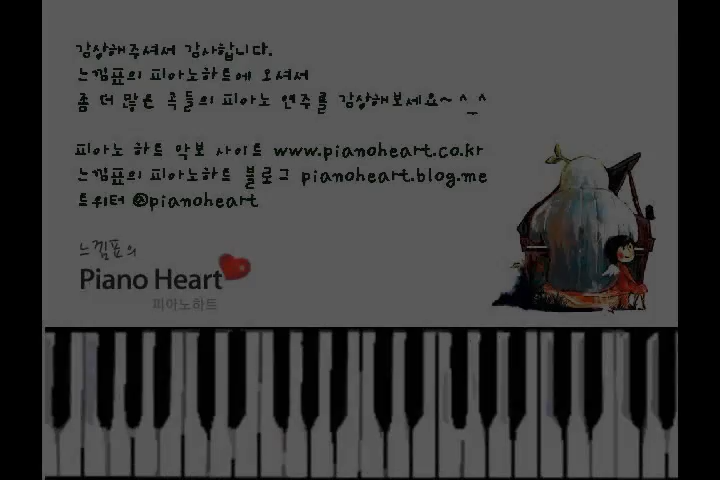 감상해주셔서 감사합니다.
느낌표의 피아노하트에 오셔서
좀 더 많은 곡들의 피아노 연주를 감상해보세요~ ^_^
피아노 하트 악보 사이트 www.pianoheart.co.kr
느낌표의 피아노하트 블로그 pianoheart.blog.me
트위터 @pianoheart
느낌표의
Piano Heart
피아노하트